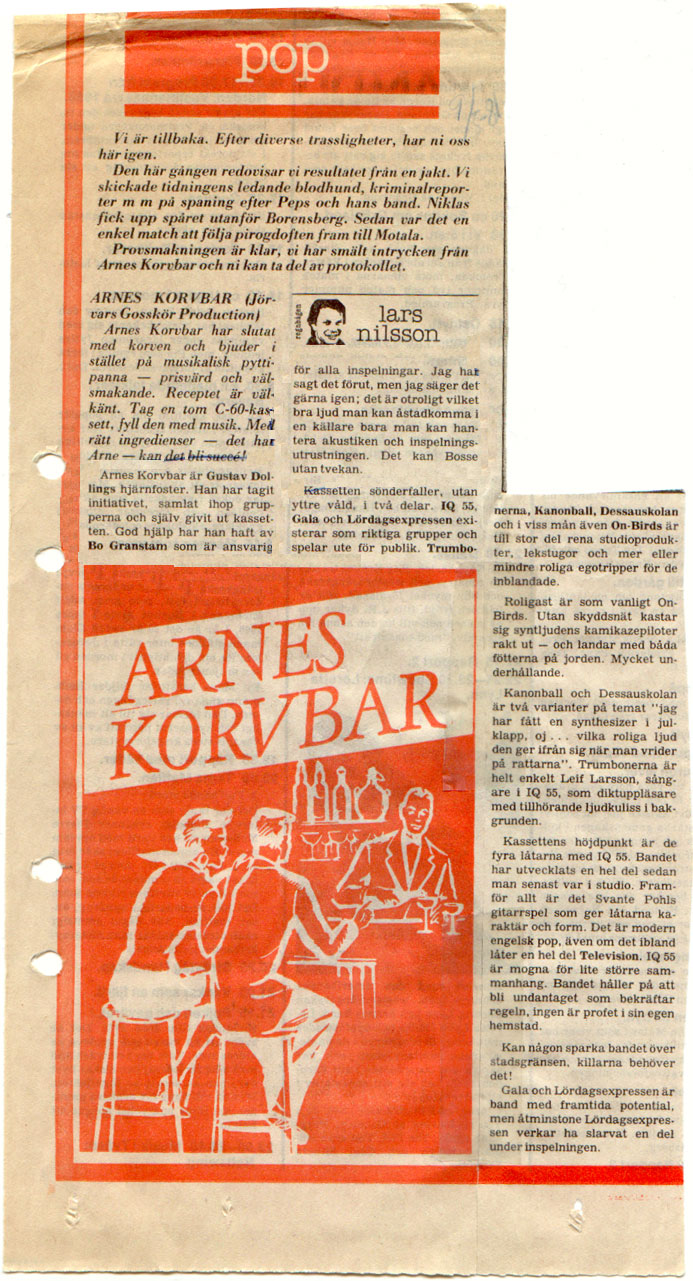 pop
Vi är tillbaka. Efter diverse trassligheter, har ni oss
här igen.
Den här gången redovisar vi resultatet från en jakt. Vi
skickade tidningens ledande blodhund, kriminalrepor-
ter m m på spaning efter Peps och hans band. Niklas
fick upp spåret utanför Borensberg. Sedan var det en
enkel match att följa pirogdoften fram till Motala.
Provsmakningen är klar, vi har smält intrycken från
Arnes Korvbar och ni kan ta del av protokollet.
ARNES KORVBAR (Jör-
vars Gosskör Production)
Arnes Korvbar har slutat
med korven och bjuder i
stället på musikalisk pytti-
panna — prisvärd och väl-
smakande. Receptet är väl-
känt. Tag en tom C-60-kas-
sett, fyll den med musik. Med
rätt ingredienser — det har
Arne — kan det bli succé!
Arnes Korvbar är Gustav Dol-
lings hjärnfoster. Han har tagit
initiativet, samlat ihop grup-
perna och själv givit ut kasset-
ten. God hjälp har han haft av
Bo Granstam som är ansvarig
lars
nilsson
för alla inspelningar. Jag har
sagt det förut, men jag säger det
gärna igen; det är otroligt vilket
bra ljud man kan åstadkomma i
en källare bara man kan han-
tera akustiken och inspelnings-
utrustningen. Det kan Bosse
utan tvekan.
Kassetten sönderfaller, utan
yttre våld, i två delar. IQ 55,
Gala och Lördagsexpressen exi-
sterar som riktiga grupper och
spelar ute för publik. Trumbo-
nerna, Kanonball, Dessauskolan
och i viss mån även On-Birds är
till stor del rena studioproduk-
ter, lekstugor och mer eller
mindre roliga egotripper för de
inblandade.
Roligast är som vanligt On-
Birds. Utan skyddsnät kastar
sig syntljudens kamikazepiloter
rakt ut — och landar med båda
fötterna på jorden. Mycket un-
derhållande.
Kanonball och Dessauskolan
är två varianter på temat "jag
har fått en synthesizer i jul-
klapp, oj . . . vilka roliga ljud
den ger ifrån sig när man vrider
på rattarna". Trumbonerna är
helt enkelt Leif Larsson, sång-
are i IQ 55, som diktuppläsare
med tillhörande ljudkuliss i bak-
grunden.
Kassettens höjdpunkt är de
fyra låtarna med IQ 55. Bandet
har utvecklats en hel del sedan
man senast var i studio. Fram-
för allt är det Svante Pohls
gitarrspel som ger låtarna ka-
raktär och form. Det är modern
engelsk pop, även om det ibland
låter en hel del Television. IQ 55
är mogna för lite större sam-
manhang. Bandet håller på att
bli undantaget som bekräftar
regeln, ingen är profet i sin egen
hemstad.
Kan någon sparka bandet över
stadsgränsen, killarna behöver
det!
Gala och Lördagsexpressen är
band med framtida potential,
men åtminstone Lördagsexpres-
sen verkar ha slarvat en del
under inspelningen.
ARNES
KORVBAR